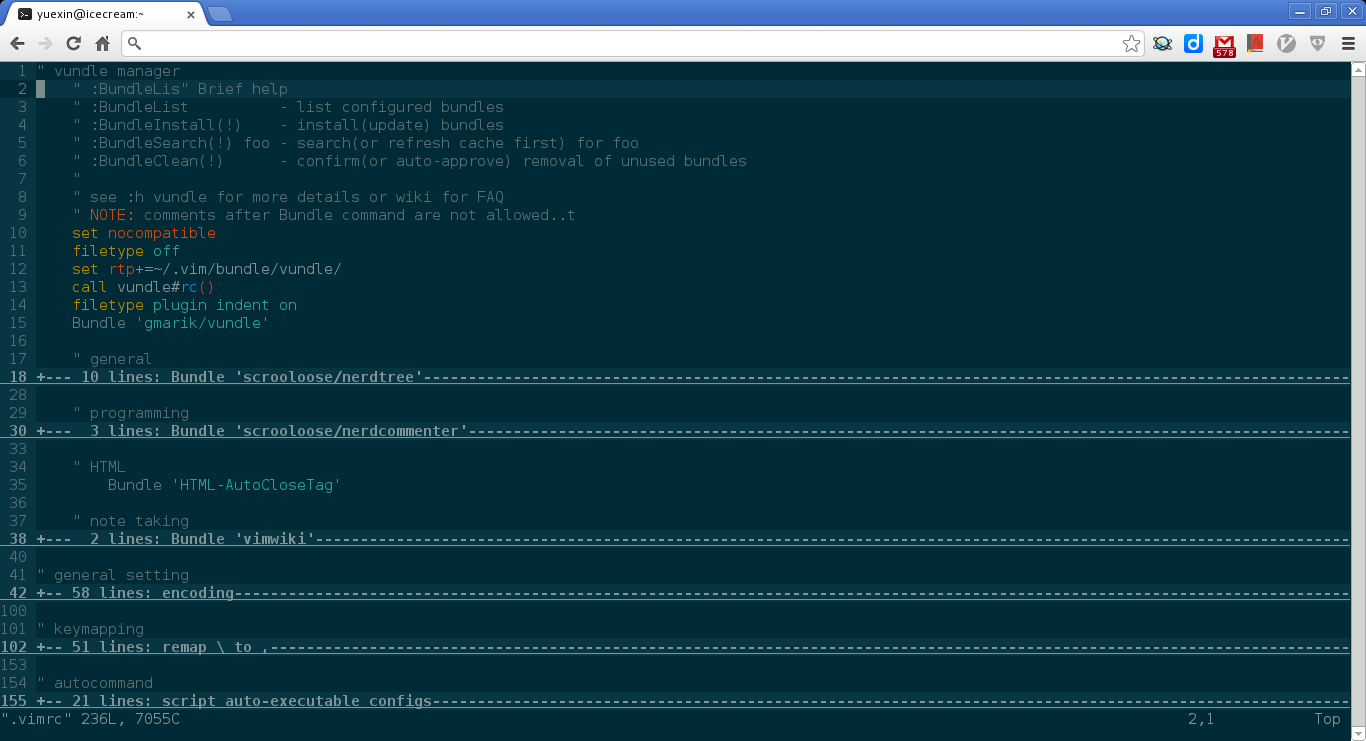 yuexin@icecream:~
578
1 " vundle manager
2     " :BundleLis" Brief help
3     " :BundleList          - list configured bundles
4     " :BundleInstall(!)    - install(update) bundles
5     " :BundleSearch(!) foo - search(or refresh cache first) for foo
6     " :BundleClean(!)      - confirm(or auto-approve) removal of unused bundles
7     "
8     " see :h vundle for more details or wiki for FAQ
9     " NOTE: comments after Bundle command are not allowed..t
10     set nocompatible
11     filetype off
12     set rtp+=~/.vim/bundle/vundle/
13     call vundle#rc()
14     filetype plugin indent on
15     Bundle 'gmarik/vundle'
16
17     " general
18 +--- 10 lines: Bundle 'scrooloose/nerdtree'-------------------------------------------------------------------------------------------------------
28
29     " programming
30 +---  3 lines: Bundle 'scrooloose/nerdcommenter'--------------------------------------------------------------------------------------------------
33
34     " HTML
35         Bundle 'HTML-AutoCloseTag'
36
37     " note taking
38 +---  2 lines: Bundle 'vimwiki'-------------------------------------------------------------------------------------------------------------------
40
41 " general setting
42 +-- 58 lines: encoding----------------------------------------------------------------------------------------------------------------------------
100
101 " keymapping
102 +-- 51 lines: remap \ to ,------------------------------------------------------------------------------------------------------------------------
153
154 " autocommand
155 +-- 21 lines: script auto-executable configs------------------------------------------------------------------------------------------------------
".vimrc" 236L, 7055C 2,1 Top